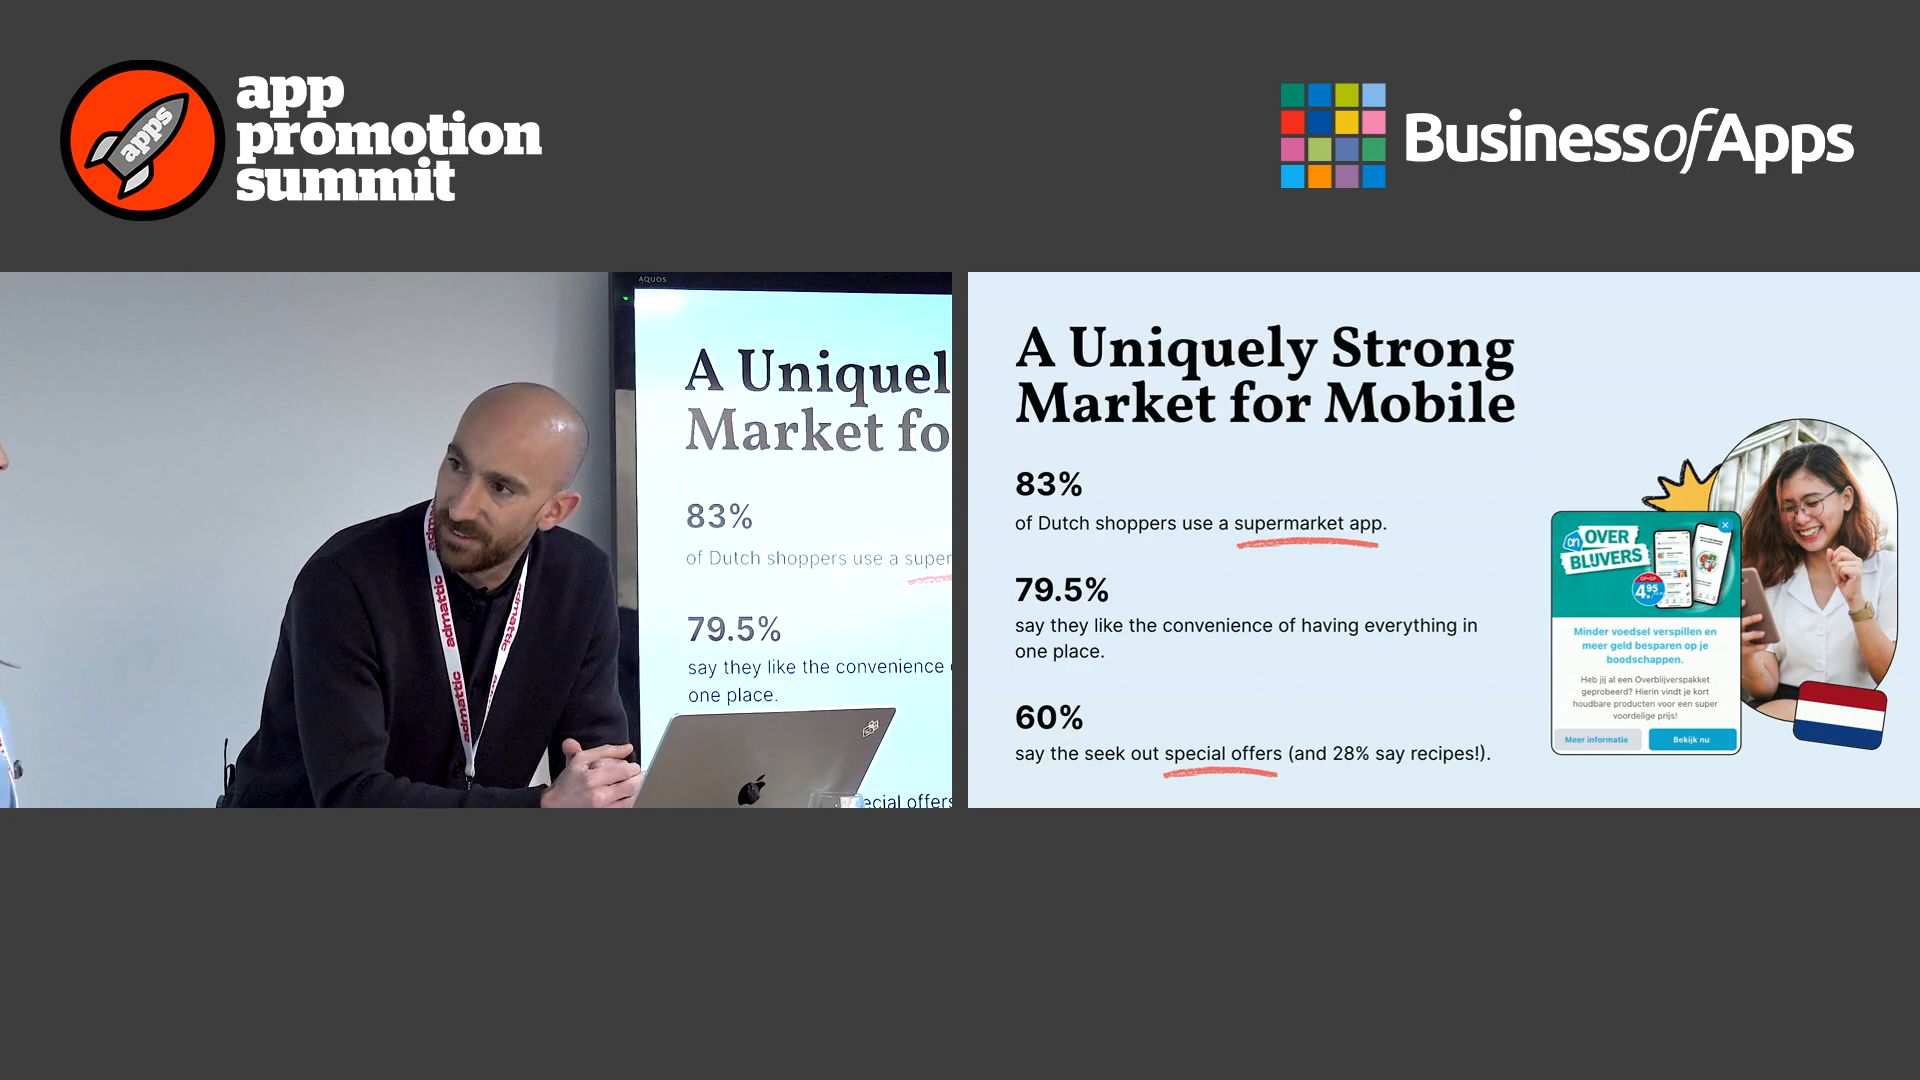 apps
app
promotion
summit
BusinessofApps
AQUOS
A Uniquel
Market fo
83%
of Dutch shoppers use a super
79.5%
say they like the convenience
one place.
ecial offers
admattic
admattic
admattic
A Uniquely Strong
Market for Mobile
83%
of Dutch shoppers use a supermarket app.
79.5%
say they like the convenience of having everything in
one place.
60%
say the seek out special offers (and 28% say recipes!).
OVER
BLIJVERS
OP=OP
4.95
Minder voedsel verspillen en
meer geld besparen op je
boodschappen.
Heb jij al een Overblijverspakket
geprobeerd? Hierin vindt je kort
houdbare producten voor een super
voordelige prijs!
Meer informatie
Bekijk nu